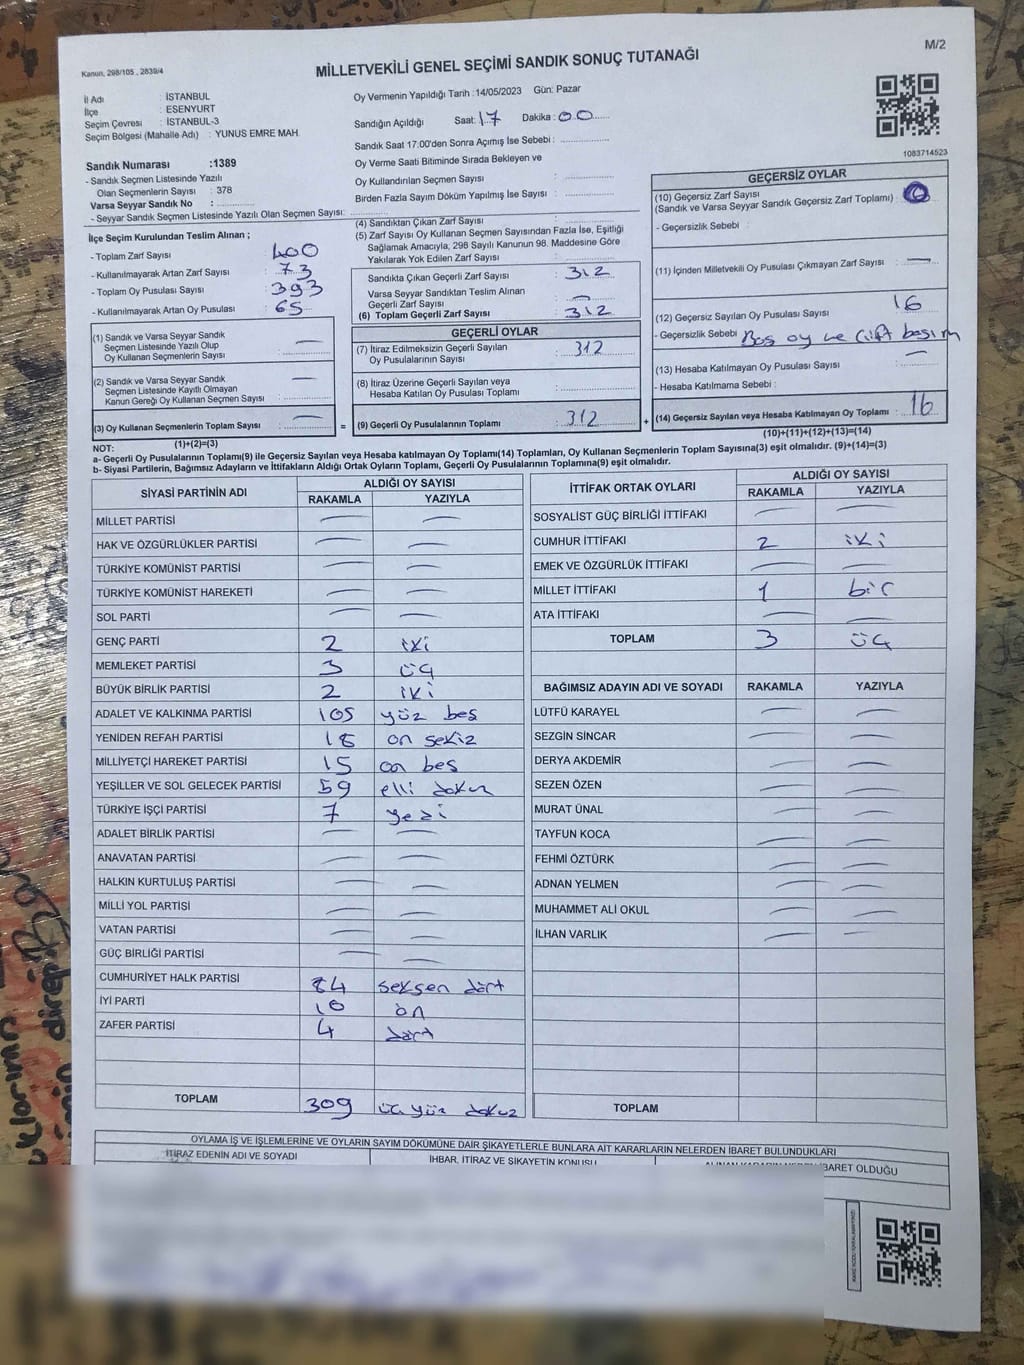 M/2
Kanun, 298/105 , 2839/4
MİLLETVEKİLİ GENEL SEÇİMİ SANDIK SONUÇ TUTANAĞI
İl Adı : İSTANBUL
İlçe : ESENYURT
Seçim Çevresi : İSTANBUL-3
Seçim Bölgesi (Mahalle Adı) : YUNUS EMRE MAH.
Sandık Numarası :1389
- Sandık Seçmen Listesinde Yazılı
Olan Seçmenlerin Sayısı : 378
Varsa Seyyar Sandık No :
- Seyyar Sandık Seçmen Listesinde Yazılı Olan Seçmen Sayısı:
Oy Vermenin Yapıldığı Tarih :14/05/2023 Gün: Pazar
Sandığın Açıldığı Saat: 17 Dakika : 00
Sandık Saat 17:00'den Sonra Açımış İse Sebebi :
Oy Verme Saati Bitiminde Sırada Bekleyen ve
Oy Kullandırılan Seçmen Sayısı :
Birden Fazla Sayım Döküm Yapılmış İse Sayısı :
1083714523
İlçe Seçim Kurulundan Teslim Alınan ;
- Toplam Zarf Sayısı : 400
- Kullanılmayarak Artan Zarf Sayısı : 73
- Toplam Oy Pusulası Sayısı : 393
- Kullanılmayarak Artan Oy Pusulası : 65
(1) Sandık ve Varsa Seyyar Sandık
Seçmen Listesinde Yazılı Olup
Oy Kullanan Seçmenlerin Sayısı : —
(2) Sandık ve Varsa Seyyar Sandık
Seçmen Listesinde Kayıtlı Olmayan
Kanun Gereği Oy Kullanan Seçmen Sayısı : —
(3) Oy Kullanan Seçmenlerin Toplam Sayısı : —
(1)+(2)=(3)
(4) Sandıktan Çıkan Zarf Sayısı :
(5) Zarf Sayısı Oy Kullanan Seçmen Sayısından Fazla İse, Eşitliği
Sağlamak Amacıyla, 298 Sayılı Kanunun 98. Maddesine Göre
Yakılarak Yok Edilen Zarf Sayısı :
Sandıkta Çıkan Geçerli Zarf Sayısı : 312
Varsa Seyyar Sandıktan Teslim Alınan
Geçerli Zarf Sayısı : —
(6) Toplam Geçerli Zarf Sayısı : 312
GEÇERLİ OYLAR
(7) İtiraz Edilmeksizin Geçerli Sayılan
Oy Pusulalarının Sayısı : 312
(8) İtiraz Üzerine Geçerli Sayılan veya
Hesaba Katılan Oy Pusulası Toplamı :
= (9) Geçerli Oy Pusulalarının Toplamı : 312 +
GEÇERSİZ OYLAR
(10) Geçersiz Zarf Sayısı
(Sandık ve Varsa Seyyar Sandık Geçersiz Zarf Toplamı) :
- Geçersizlik Sebebi :
(11) İçinden Milletvekili Oy Pusulası Çıkmayan Zarf Sayısı : —
(12) Geçersiz Sayılan Oy Pusulası Sayısı : 16
- Geçersizlik Sebebi : Boş oy ve çift basım
(13) Hesaba Katılmayan Oy Pusulası Sayısı : —
- Hesaba Katılmama Sebebi :
(14) Geçersiz Sayılan veya Hesaba Katılmayan Oy Toplamı : 16
(10)+(11)+(12)+(13)=(14)
NOT:
a- Geçerli Oy Pusulalarının Toplamı(9) ile Geçersiz Sayılan veya Hesaba katılmayan Oy Toplamı(14) Toplamları, Oy Kullanan Seçmenlerin Toplam Sayısına(3) eşit olmalıdır. (9)+(14)=(3)
b- Siyasi Partilerin, Bağımsız Adayların ve İttifakların Aldığı Ortak Oyların Toplamı, Geçerli Oy Pusulalarının Toplamına(9) eşit olmalıdır.
SİYASİ PARTİNİN ADI ALDIĞI OY SAYISI
RAKAMLA YAZIYLA
MİLLET PARTİSİ — —
HAK VE ÖZGÜRLÜKLER PARTİSİ — —
TÜRKİYE KOMÜNİST PARTİSİ — —
TÜRKİYE KOMÜNİST HAREKETİ — —
SOL PARTİ — —
GENÇ PARTİ 2 iki
MEMLEKET PARTİSİ 3 üç
BÜYÜK BİRLİK PARTİSİ 2 iki
ADALET VE KALKINMA PARTİSİ 105 yüz beş
YENİDEN REFAH PARTİSİ 18 on sekiz
MİLLİYETÇİ HAREKET PARTİSİ 15 on beş
YEŞİLLER VE SOL GELECEK PARTİSİ 59 elli dokuz
TÜRKİYE İŞÇİ PARTİSİ 7 yedi
ADALET BİRLİK PARTİSİ — —
ANAVATAN PARTİSİ — —
HALKIN KURTULUŞ PARTİSİ — —
MİLLİ YOL PARTİSİ — —
VATAN PARTİSİ — —
GÜÇ BİRLİĞİ PARTİSİ — —
CUMHURİYET HALK PARTİSİ 84 seksen dört
İYİ PARTİ 10 ön
ZAFER PARTİSİ 4 dört
TOPLAM 309 üç yüz dokuz
İTTİFAK ORTAK OYLARI ALDIĞI OY SAYISI
RAKAMLA YAZIYLA
SOSYALİST GÜÇ BİRLİĞİ İTTİFAKI — —
CUMHUR İTTİFAKI 2 iki
EMEK VE ÖZGÜRLÜK İTTİFAKI — —
MİLLET İTTİFAKI 1 bir
ATA İTTİFAKI — —
TOPLAM 3 üç
BAĞIMSIZ ADAYIN ADI VE SOYADI RAKAMLA YAZIYLA
LÜTFÜ KARAYEL — —
SEZGİN SİNCAR — —
DERYA AKDEMİR — —
SEZEN ÖZEN — —
MURAT ÜNAL — —
TAYFUN KOCA — —
FEHMİ ÖZTÜRK — —
ADNAN YELMEN — —
MUHAMMET ALİ OKUL — —
İLHAN VARLIK — —
TOPLAM
OYLAMA İŞ VE İŞLEMLERİNE VE OYLARIN SAYIM DÖKÜMÜNE DAİR ŞİKAYETLERLE BUNLARA AİT KARARLARIN NELERDEN İBARET BULUNDUKLARI
İTİRAZ EDENİN ADI VE SOYADI İHBAR, İTİRAZ VE ŞİKAYETİN KONUSU ALINAN KARARIN NEDEN İBARET OLDUĞU